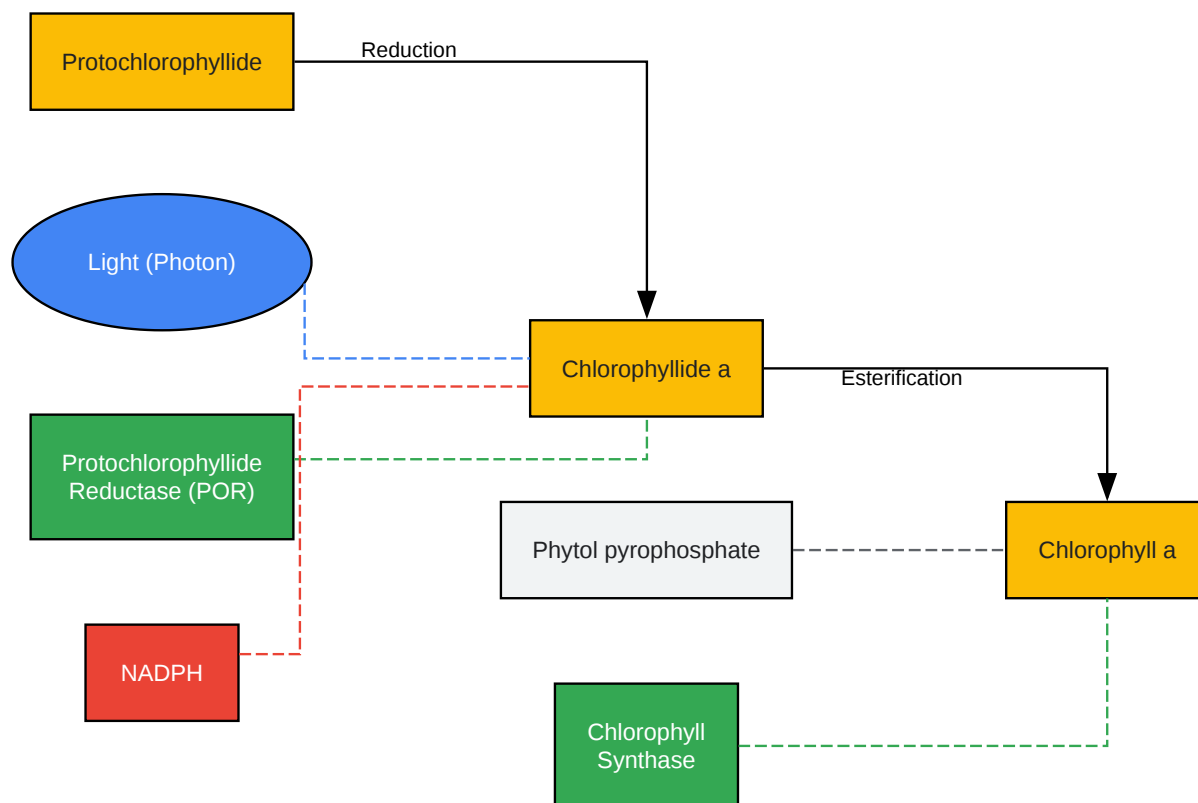 Protochlorophyllide
Reduction
Light (Photon)
Chlorophyllide a
Esterification
Protochlorophyllide
Reductase (POR)
Phytol pyrophosphate
Chlorophyll a
NADPH
Chlorophyll
Synthase